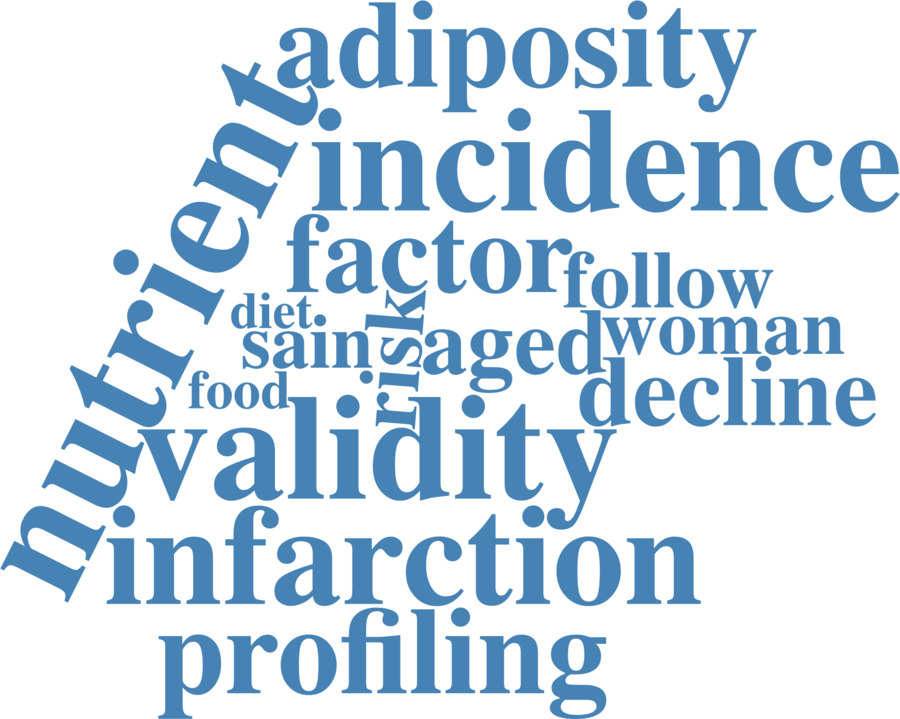 adiposity
nutrient
incidence
factor
follow
diet
risk
woman
sain
aged
decline
food
validity
infarction
profiling